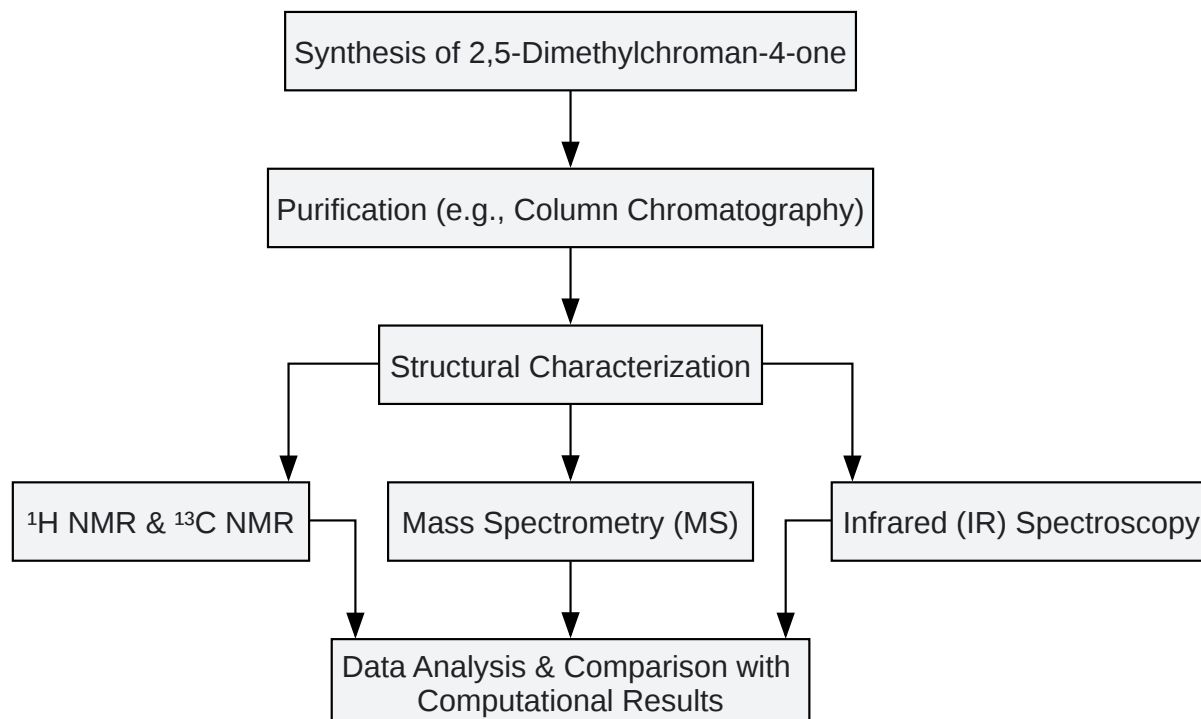 Synthesis of 2,5-Dimethylchroman-4-one
Purification (e.g., Column Chromatography)
Structural Characterization
¹H NMR & ¹³C NMR
Mass Spectrometry (MS)
Infrared (IR) Spectroscopy
Data Analysis & Comparison with
Computational Results